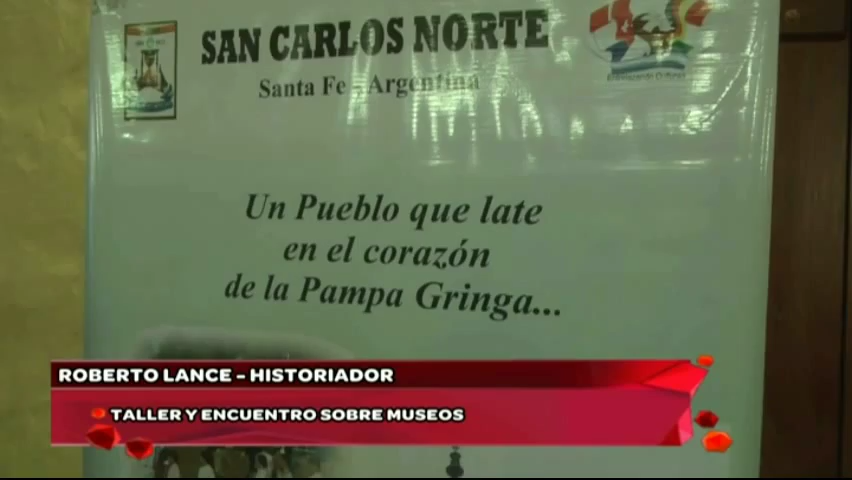 SAN CARLOS NORTE
Santa Fe - Argentina
Un Pueblo que late
en el corazón
de la Pampa Gringa...
ROBERTO LANCE - HISTORIADOR
TALLER Y ENCUENTRO SOBRE MUSEOS